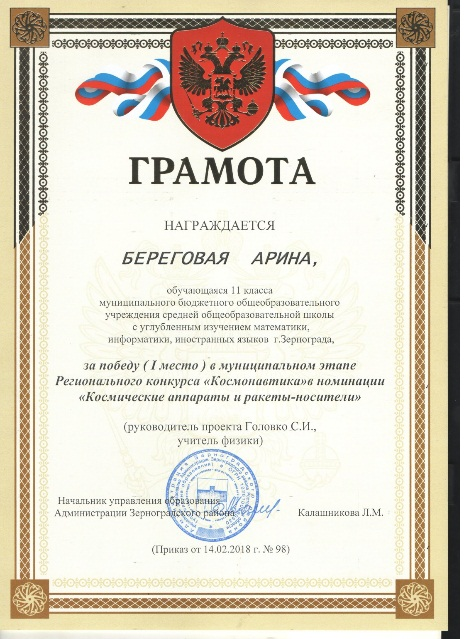 ГРАМОТА
НАГРАЖДАЕТСЯ
БЕРЕГОВАЯ АРИНА,
обучающаяся 11 класса
муниципального бюджетного общеобразовательного
учреждения средней общеобразовательной школы
с углубленным изучением математики,
информатики, иностранных языков г.Зернограда,
за победу ( I место ) в муниципальном этапе
Регионального конкурса «Космонавтика»в номинации
«Космические аппараты и ракеты-носители»
(руководитель проекта Головко С.И.,
учитель физики)
Начальник управления образования
Администрации Зерноградского района Калашникова Л.М.
(Приказ от 14.02.2018 г. № 98)